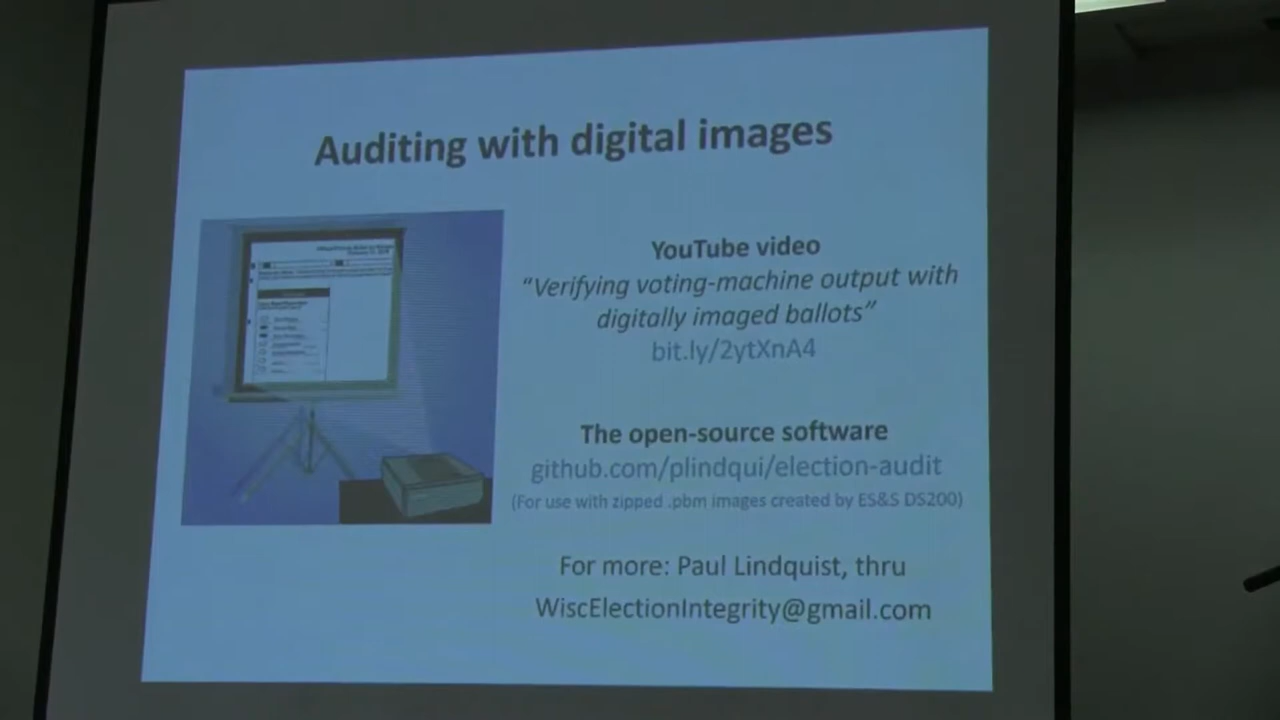 Auditing with digital images
YouTube video
“Verifying voting-machine output with
digitally imaged ballots”
bit.ly/2ytXnA4
The open-source software
github.com/plindqui/election-audit
(For use with zipped .pbm images created by ES&S DS200)
For more: Paul Lindquist, thru
WiscElectionIntegrity@gmail.com